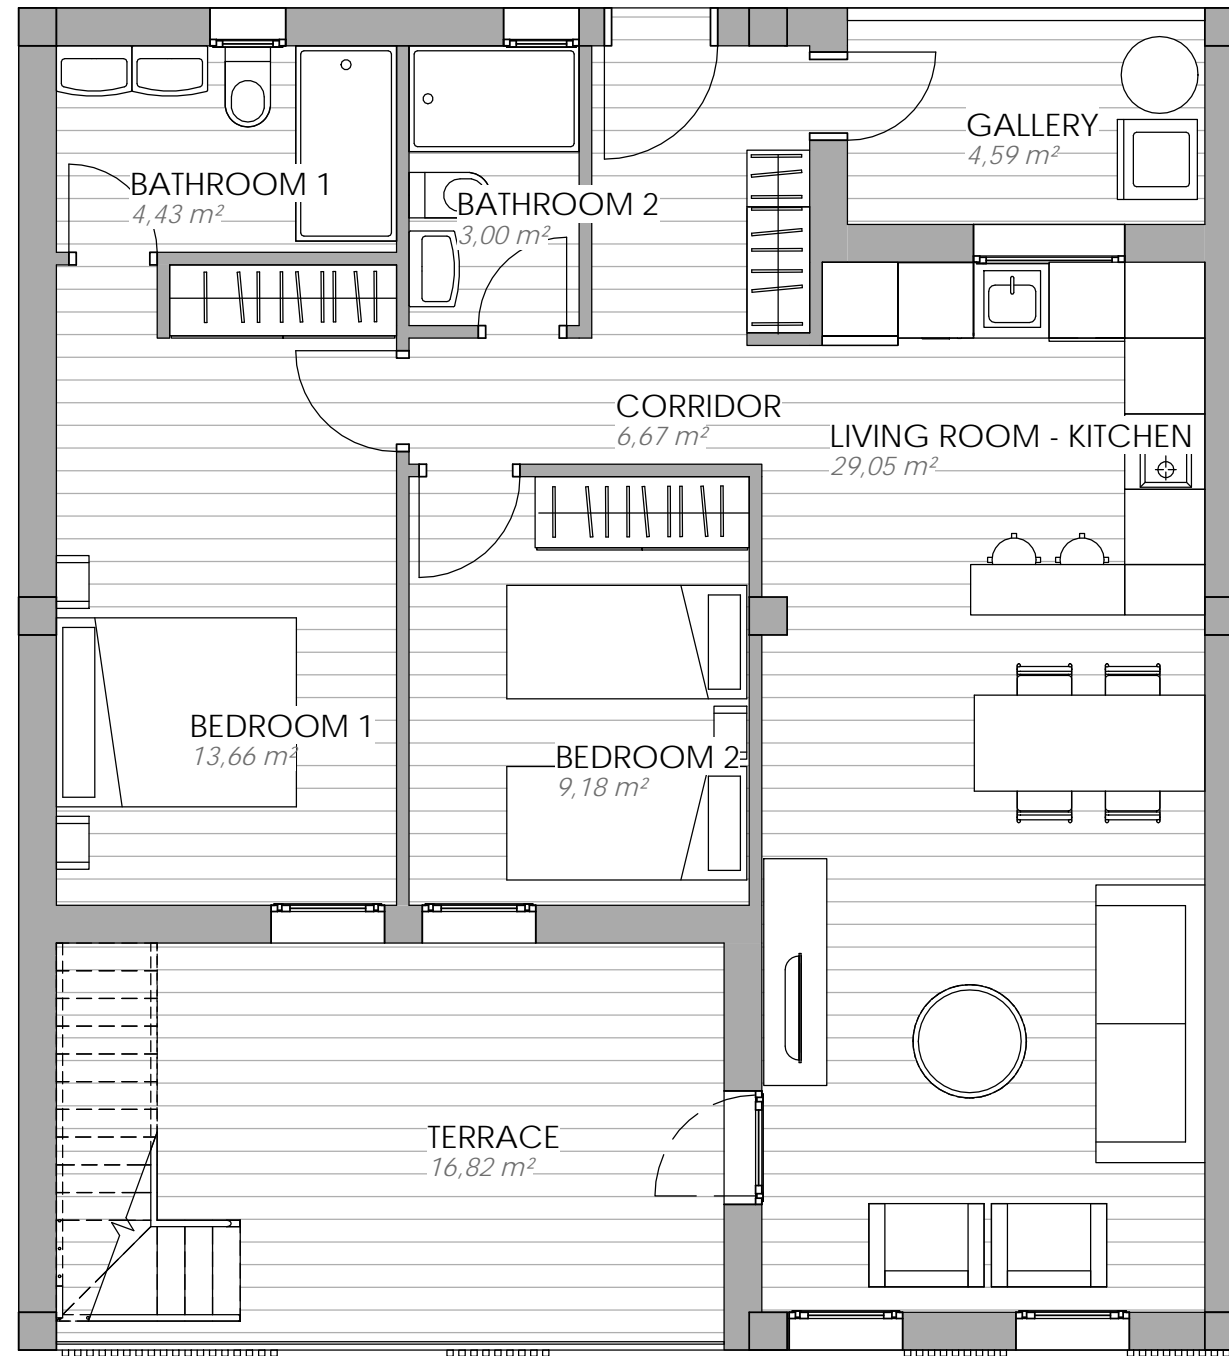 GALLERY
4,59 m²
BATHROOM 1
4,43 m²
BATHROOM 2
3,00 m²
CORRIDOR
6,67 m²
LIVING ROOM - KITCHEN
29,05 m²
BEDROOM 1
13,66 m²
BEDROOM 2
9,18 m²
TERRACE
16,82 m²